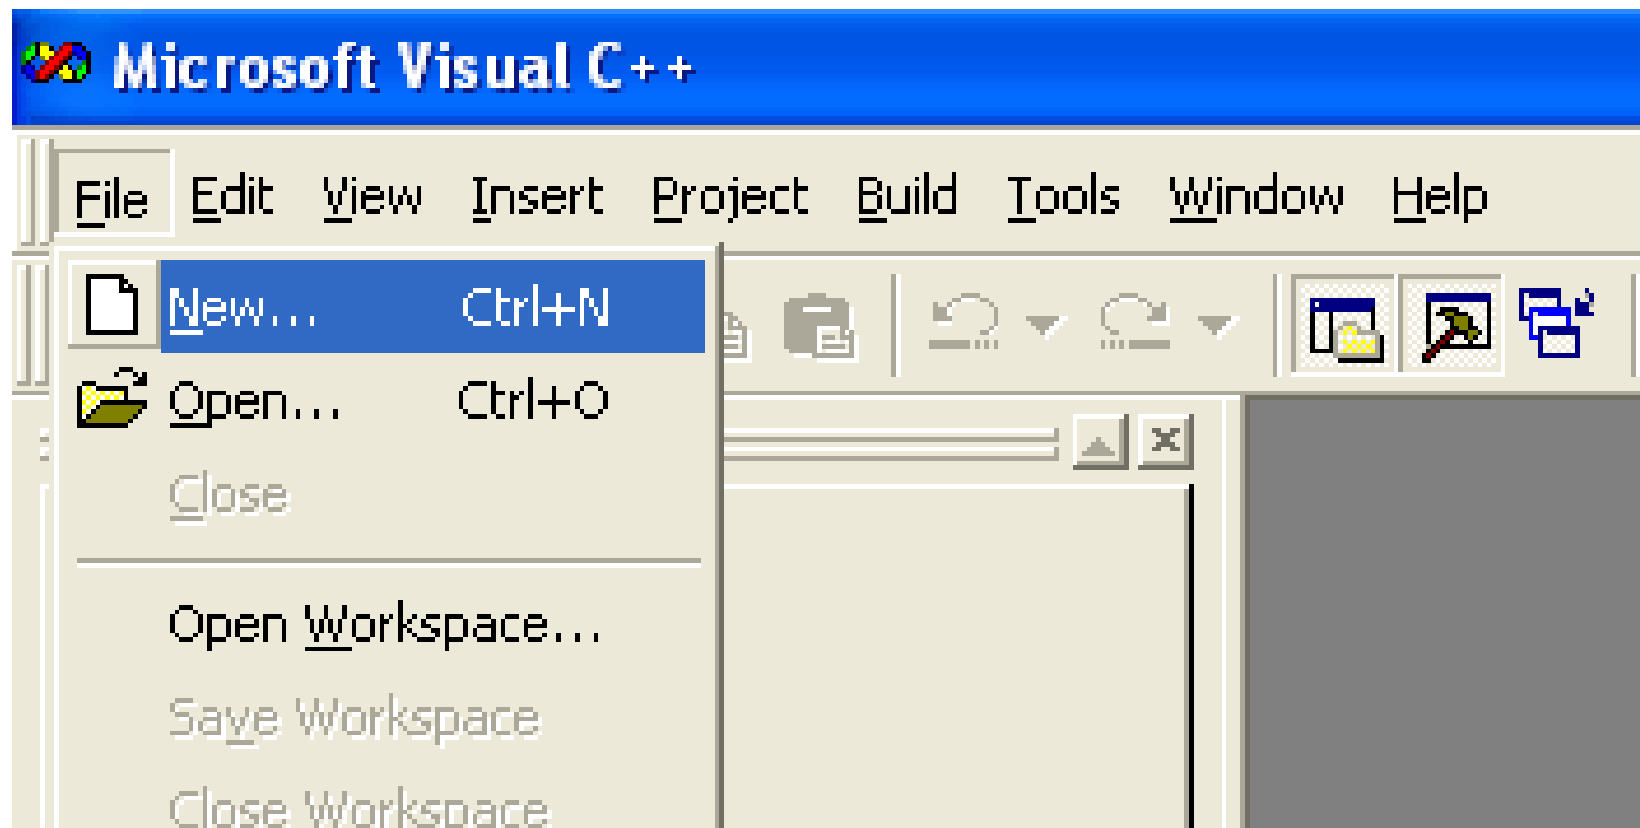 Microsoft Visual C++
File Edit View Insert Project Build Tools Window Help
New... Ctrl+N
Open... Ctrl+O
Close
Open Workspace...
Save Workspace
Close Workspace